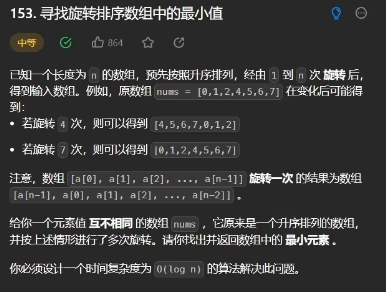 153. 寻找旋转排序数组中的最小值
中等 864
已知一个长度为 n 的数组，预先按照升序排列，经由 1 到 n 次 旋转 后，
得到输入数组。例如，原数组 nums = [0,1,2,4,5,6,7] 在变化后可能得
到：
• 若旋转 4 次，则可以得到 [4,5,6,7,0,1,2]
• 若旋转 7 次，则可以得到 [0,1,2,4,5,6,7]
注意，数组 [a[0], a[1], a[2], ..., a[n-1]] 旋转一次 的结果为数组
[a[n-1], a[0], a[1], a[2], ..., a[n-2]] 。
给你一个元素值 互不相同 的数组 nums ，它原来是一个升序排列的数组，
并按上述情形进行了多次旋转。请你找出并返回数组中的 最小元素 。
你必须设计一个时间复杂度为 O(log n) 的算法解决此问题。